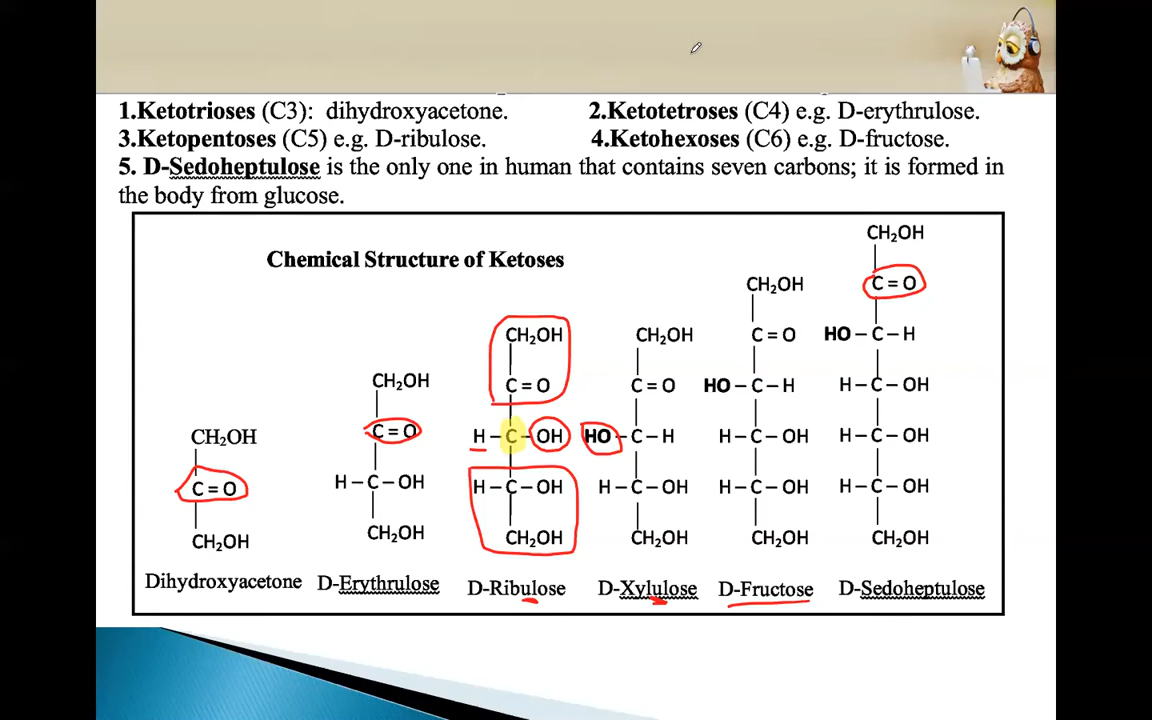 1.Ketotrioses (C3): dihydroxyacetone. 2.Ketotetroses (C4) e.g. D-erythrulose.
3.Ketopentoses (C5) e.g. D-ribulose. 4.Ketohexoses (C6) e.g. D-fructose.
5. D-Sedoheptulose is the only one in human that contains seven carbons; it is formed in
the body from glucose.
CH₂OH
Chemical Structure of Ketoses
CH₂OH C = O
CH₂OH CH₂OH C = O HO – C – H
CH₂OH C = O C = O HO – C – H H – C – OH
CH₂OH C = O H – C – OH HO – C – H H – C – OH H – C – OH
C = O H – C – OH H – C – OH H – C – OH H – C – OH H – C – OH
CH₂OH CH₂OH CH₂OH CH₂OH CH₂OH CH₂OH
Dihydroxyacetone D-Erythrulose D-Ribulose D-Xylulose D-Fructose D-Sedoheptulose